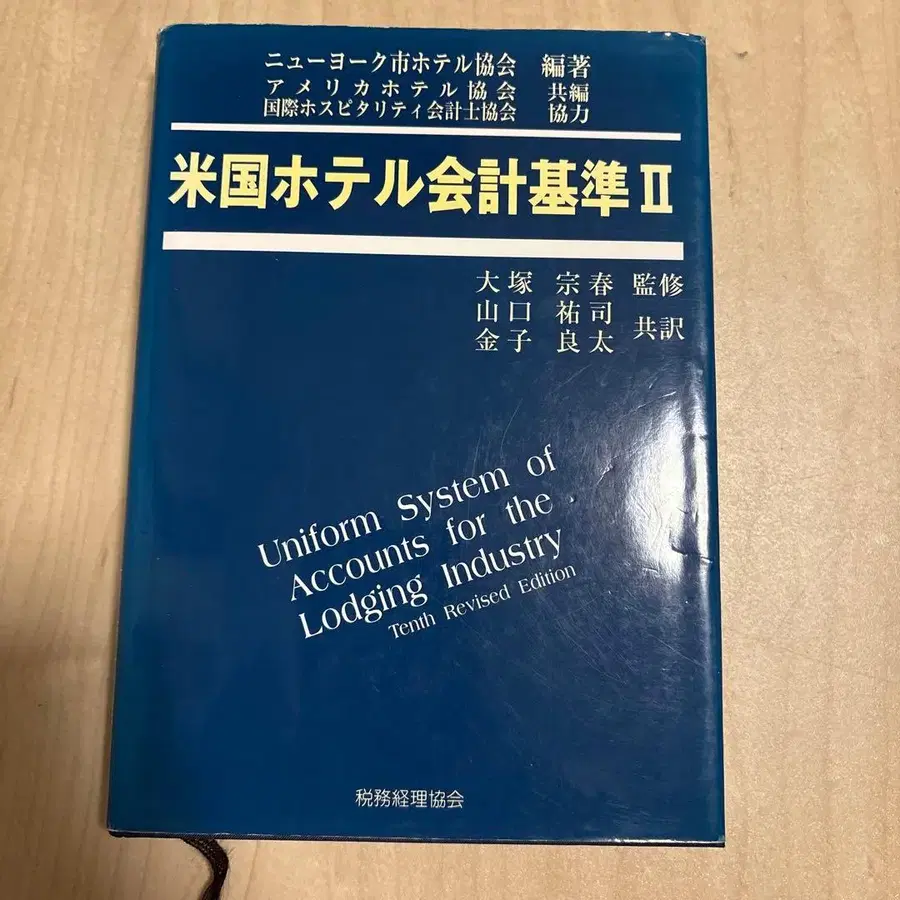 ニューヨーク市ホテル協会 編著
アメリカホテル協会 共編
国際ホスピタリティ会計士協会 協力
米国ホテル会計基準II
大塚 宗春 監修
山口 祐司
金子 良太 共訳
Uniform System of
Accounts for the
Lodging Industry
Tenth Revised Edition
税務経理協会